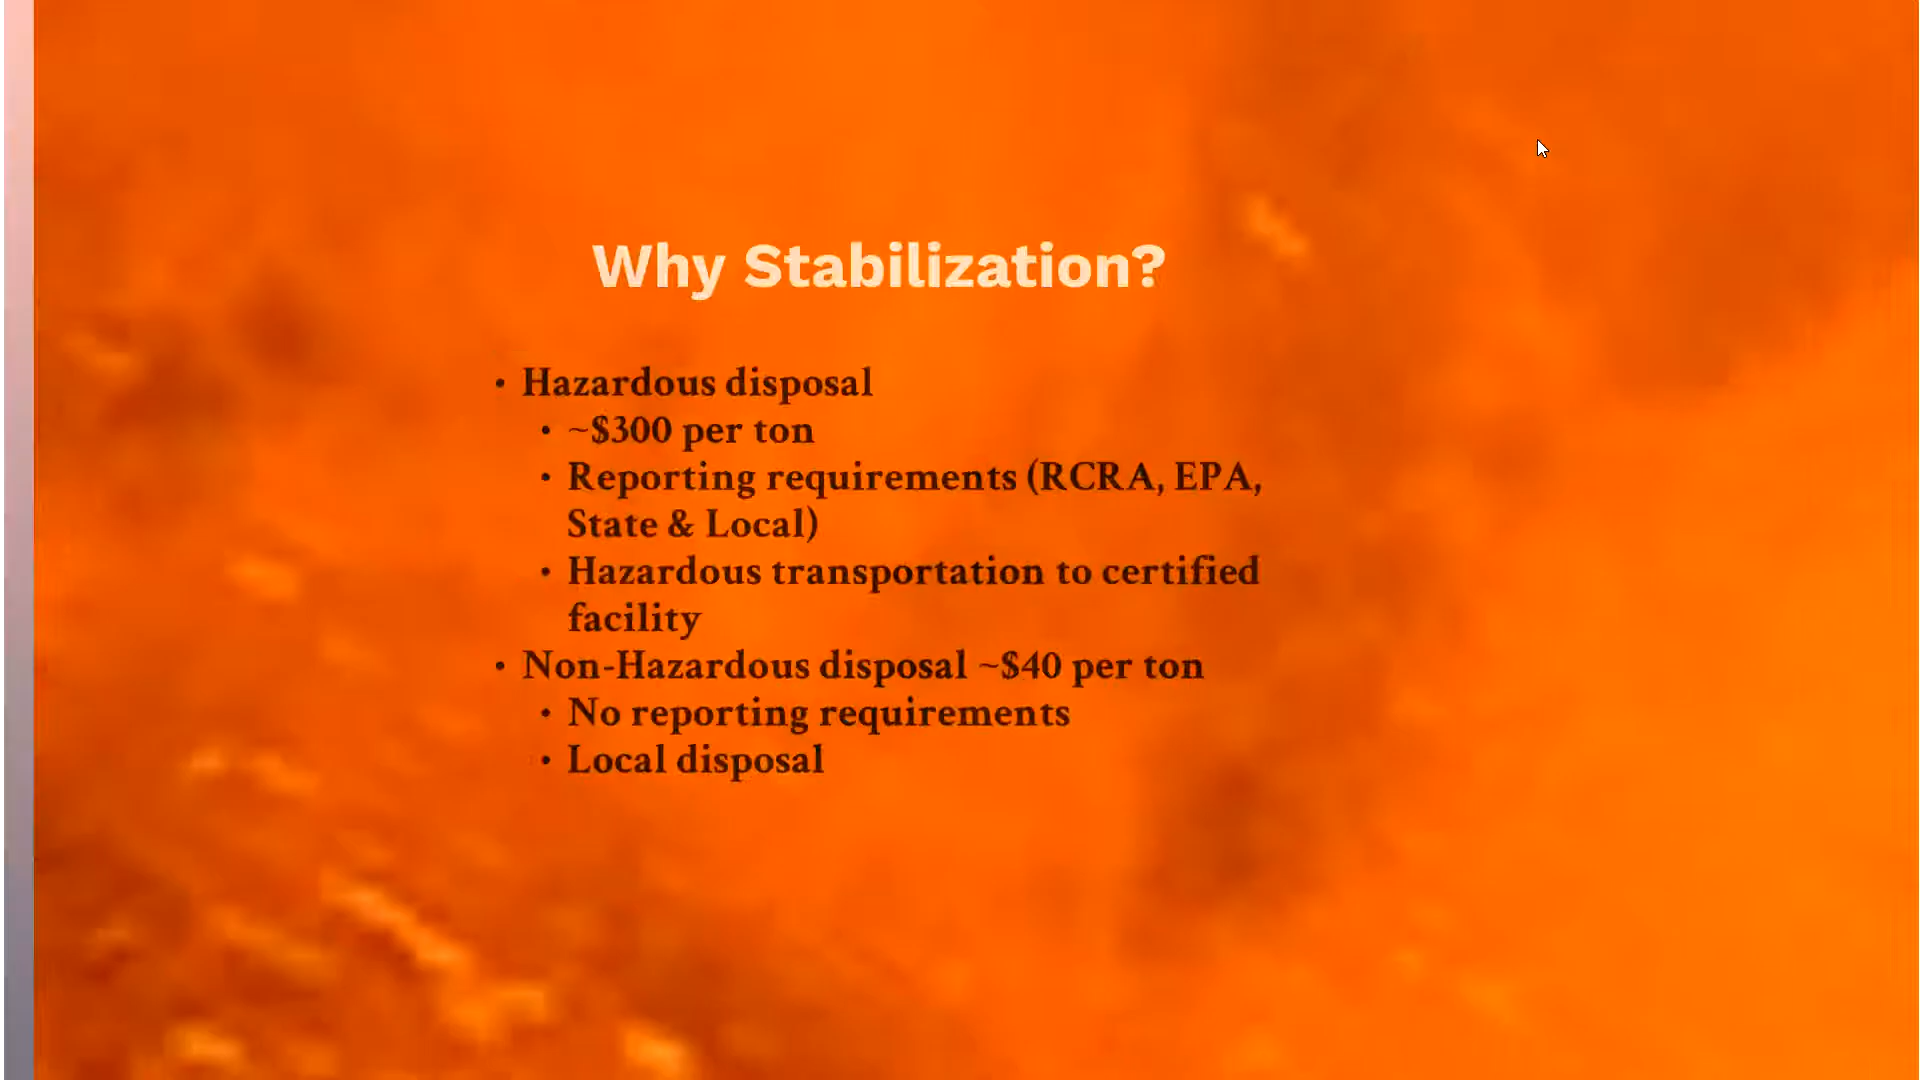 Why Stabilization?
• Hazardous disposal
• ~$300 per ton
• Reporting requirements (RCRA, EPA,
State & Local)
• Hazardous transportation to certified
facility
• Non-Hazardous disposal ~$40 per ton
• No reporting requirements
• Local disposal